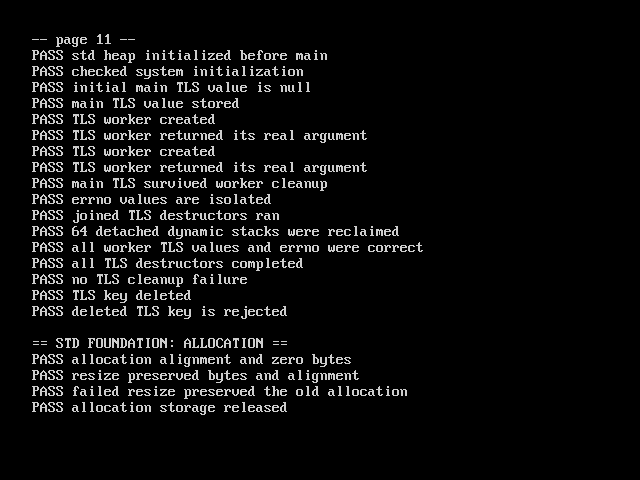 -- page 11 --
PASS std heap initialized before main
PASS checked system initialization
PASS initial main TLS value is null
PASS main TLS value stored
PASS TLS worker created
PASS TLS worker returned its real argument
PASS TLS worker created
PASS TLS worker returned its real argument
PASS main TLS survived worker cleanup
PASS errno values are isolated
PASS joined TLS destructors ran
PASS 64 detached dynamic stacks were reclaimed
PASS all worker TLS values and errno were correct
PASS all TLS destructors completed
PASS no TLS cleanup failure
PASS TLS key deleted
PASS deleted TLS key is rejected
== STD FOUNDATION: ALLOCATION ==
PASS allocation alignment and zero bytes
PASS resize preserved bytes and alignment
PASS failed resize preserved the old allocation
PASS allocation storage released